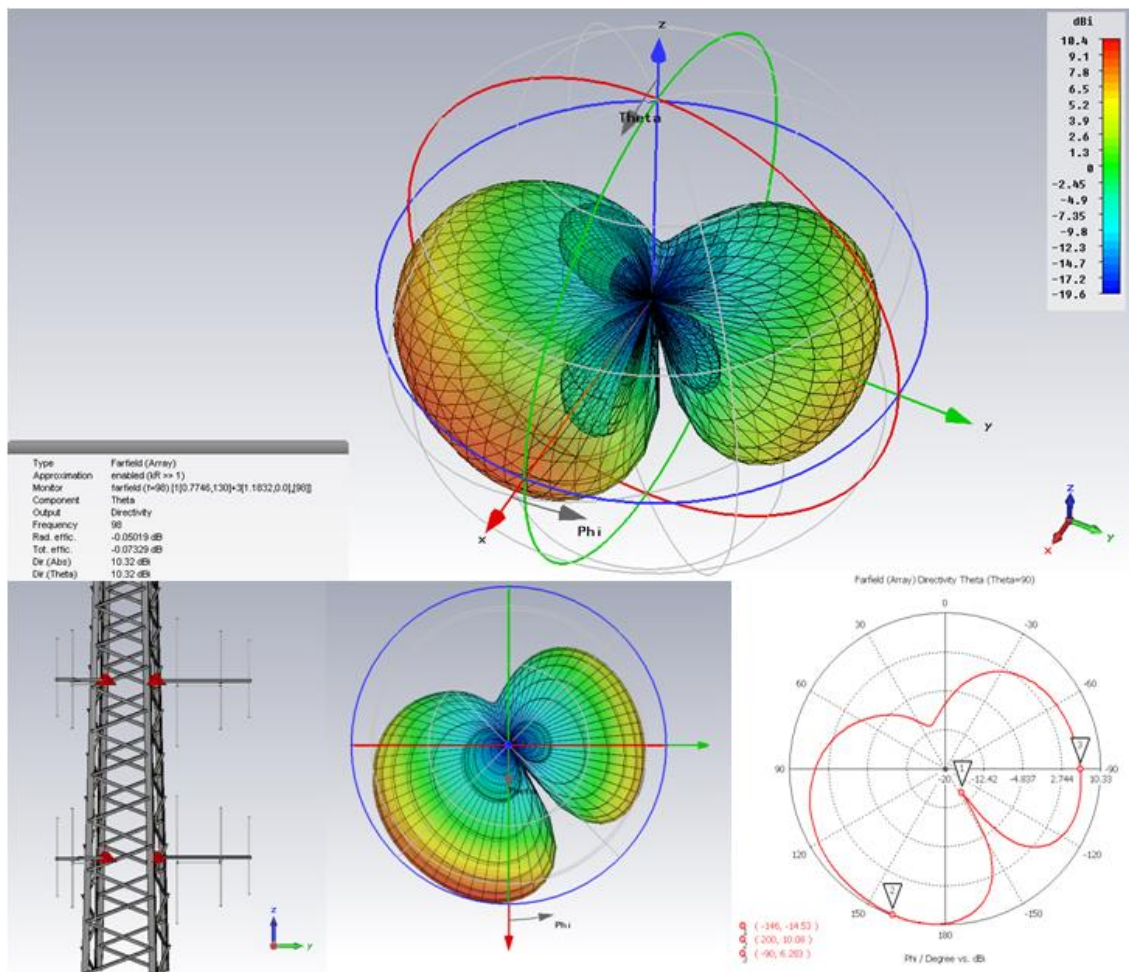 z
dBi
10.4
9.1
7.8
6.5
5.2
3.9
2.6
1.3
0
-2.45
-4.9
-7.35
-9.8
-12.3
-14.7
-17.2
-19.6
Theta
y
Phi
x
z
y
x
Type Farfield (Array)
Approximation enabled (kR >> 1)
Monitor farfield (f=98) [1[0.7746,130]+3[1.1832,0.0],[98]]
Component Theta
Output Directivity
Frequency 98
Rad. effic. -0.05019 dB
Tot. effic. -0.07329 dB
Dir.(Abs) 10.32 dBi
Dir.(Theta) 10.32 dBi
z
y
Phi
Farfield (Array) Directivity Theta (Theta=90)
0
30 -30
60 -60
90 -20 -12.42 -4.837 2.744 10.33 -90
120 -120
150 -150
180
1
2
3
1 ( -146, -14.53 )
2 ( 200, 10.06 )
3 ( -90, 6.283 )
Phi / Degree vs. dBi